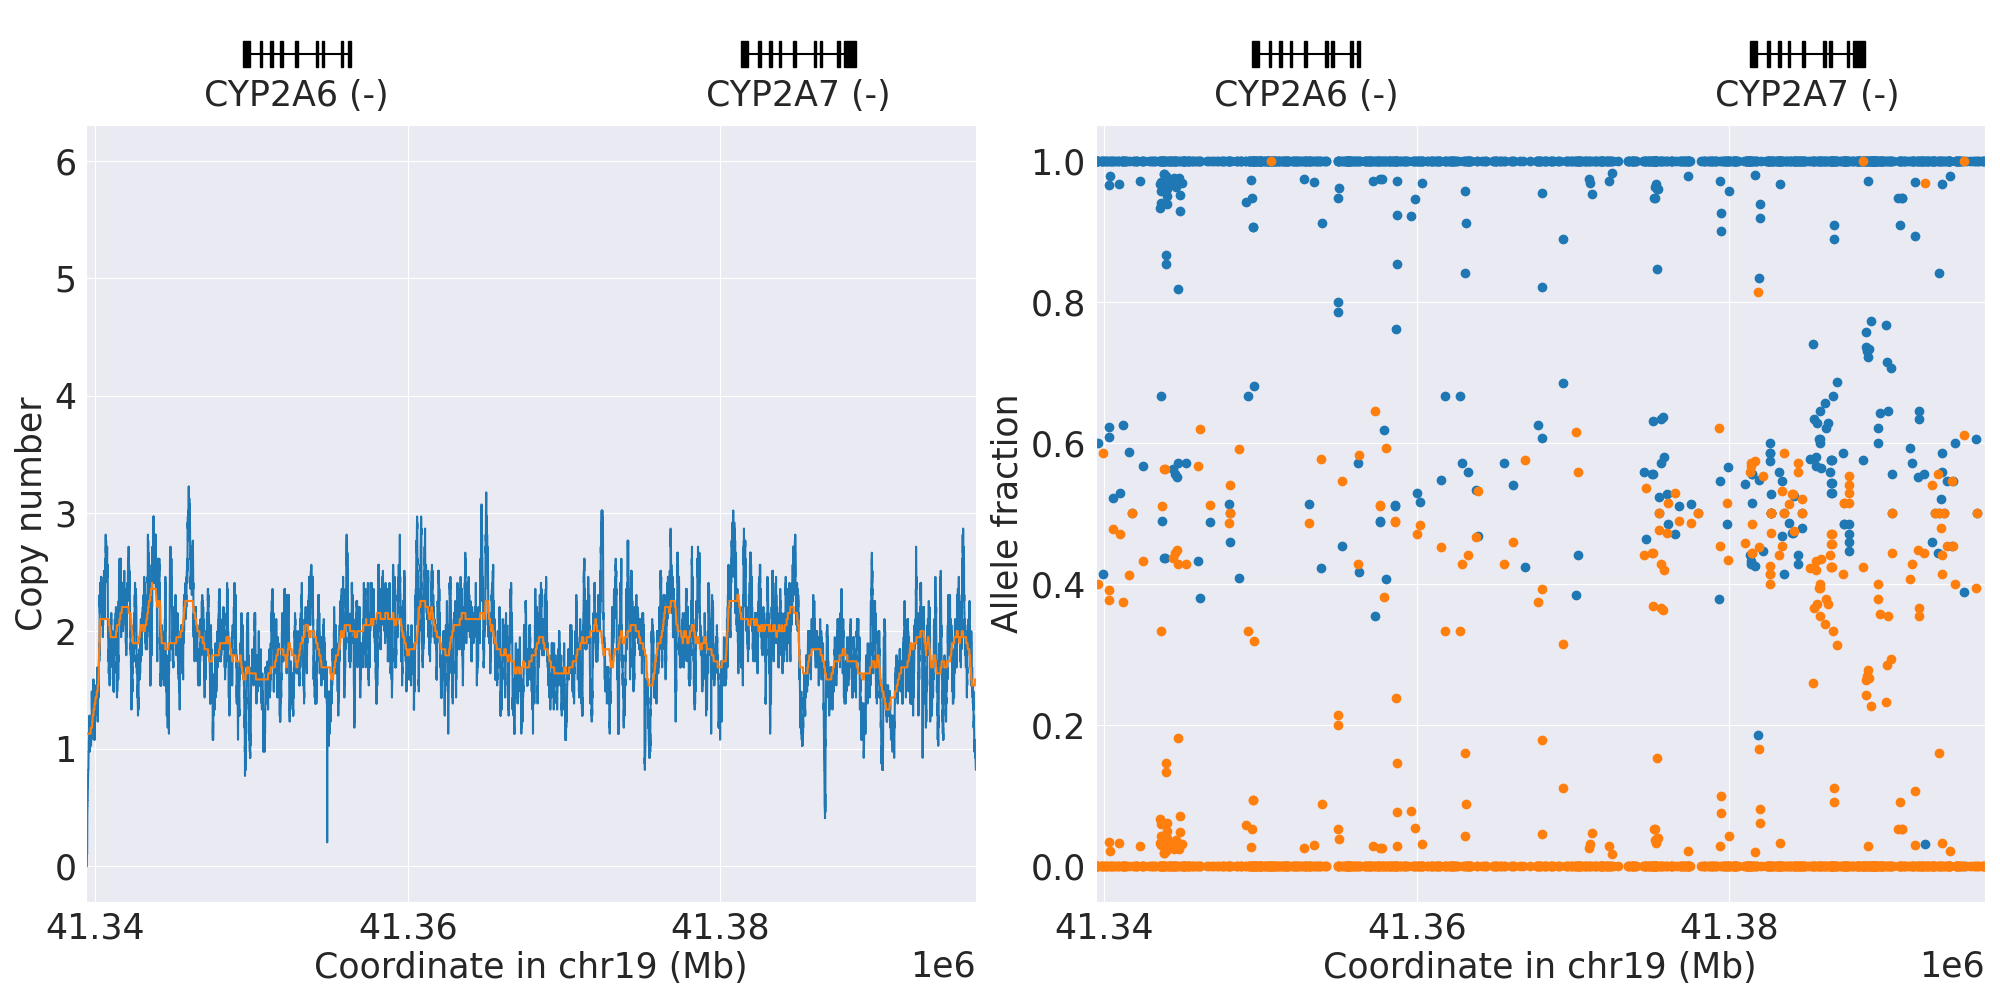 CYP2A6 (-)
CYP2A7 (-)
6
5
4
3
2
1
0
Copy number
41.34
41.36
41.38
Coordinate in chr19 (Mb)
1e6
CYP2A6 (-)
CYP2A7 (-)
1.0
0.8
0.6
0.4
0.2
0.0
Allele fraction
41.34
41.36
41.38
Coordinate in chr19 (Mb)
1e6